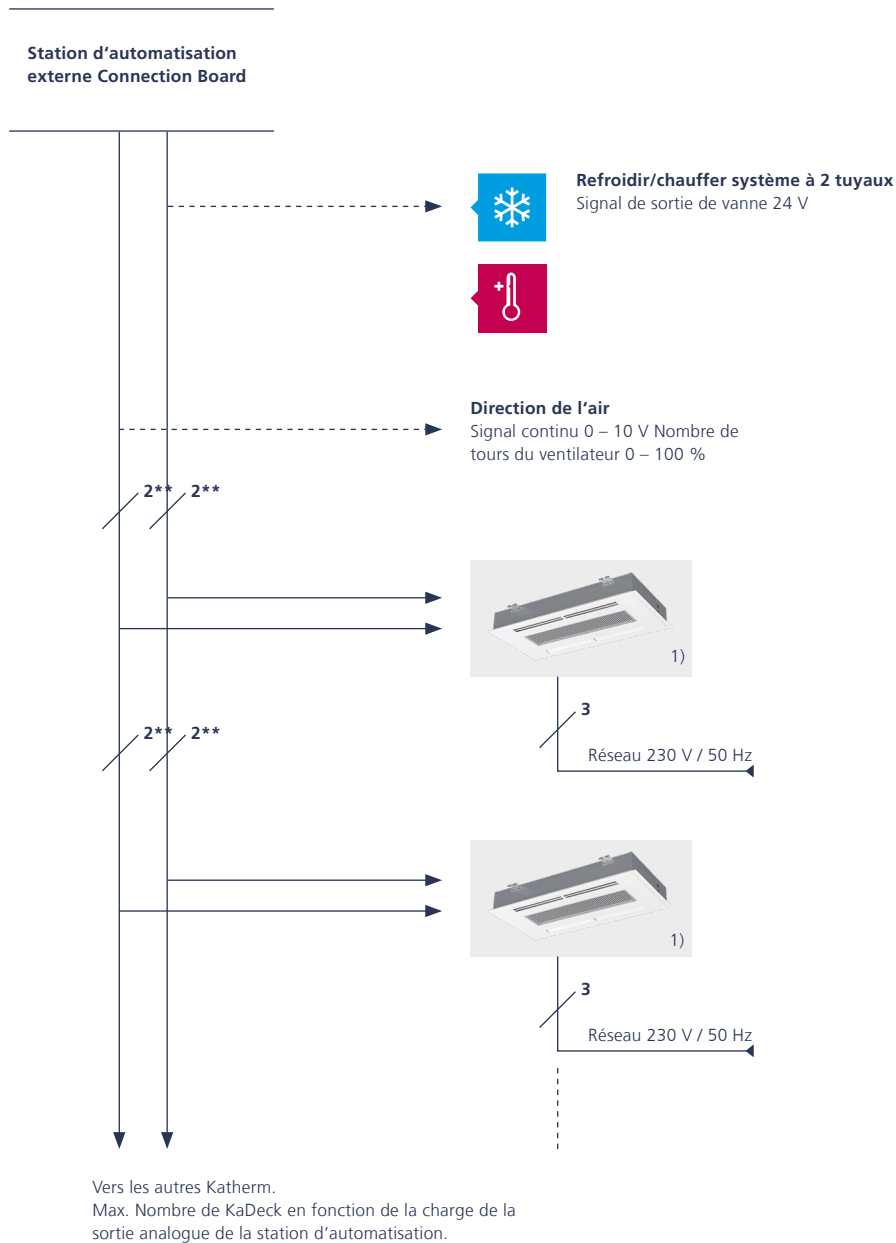 Station d‘automatisation
externe Connection Board
Refroidir/chauffer système à 2 tuyaux
Signal de sortie de vanne 24 V
Direction de l‘air
Signal continu 0 – 10 V Nombre de
tours du ventilateur 0 – 100 %
2** 2**
1)
3
Réseau 230 V / 50 Hz
2** 2**
1)
3
Réseau 230 V / 50 Hz
Vers les autres Katherm.
Max. Nombre de KaDeck en fonction de la charge de la
sortie analogue de la station d‘automatisation.